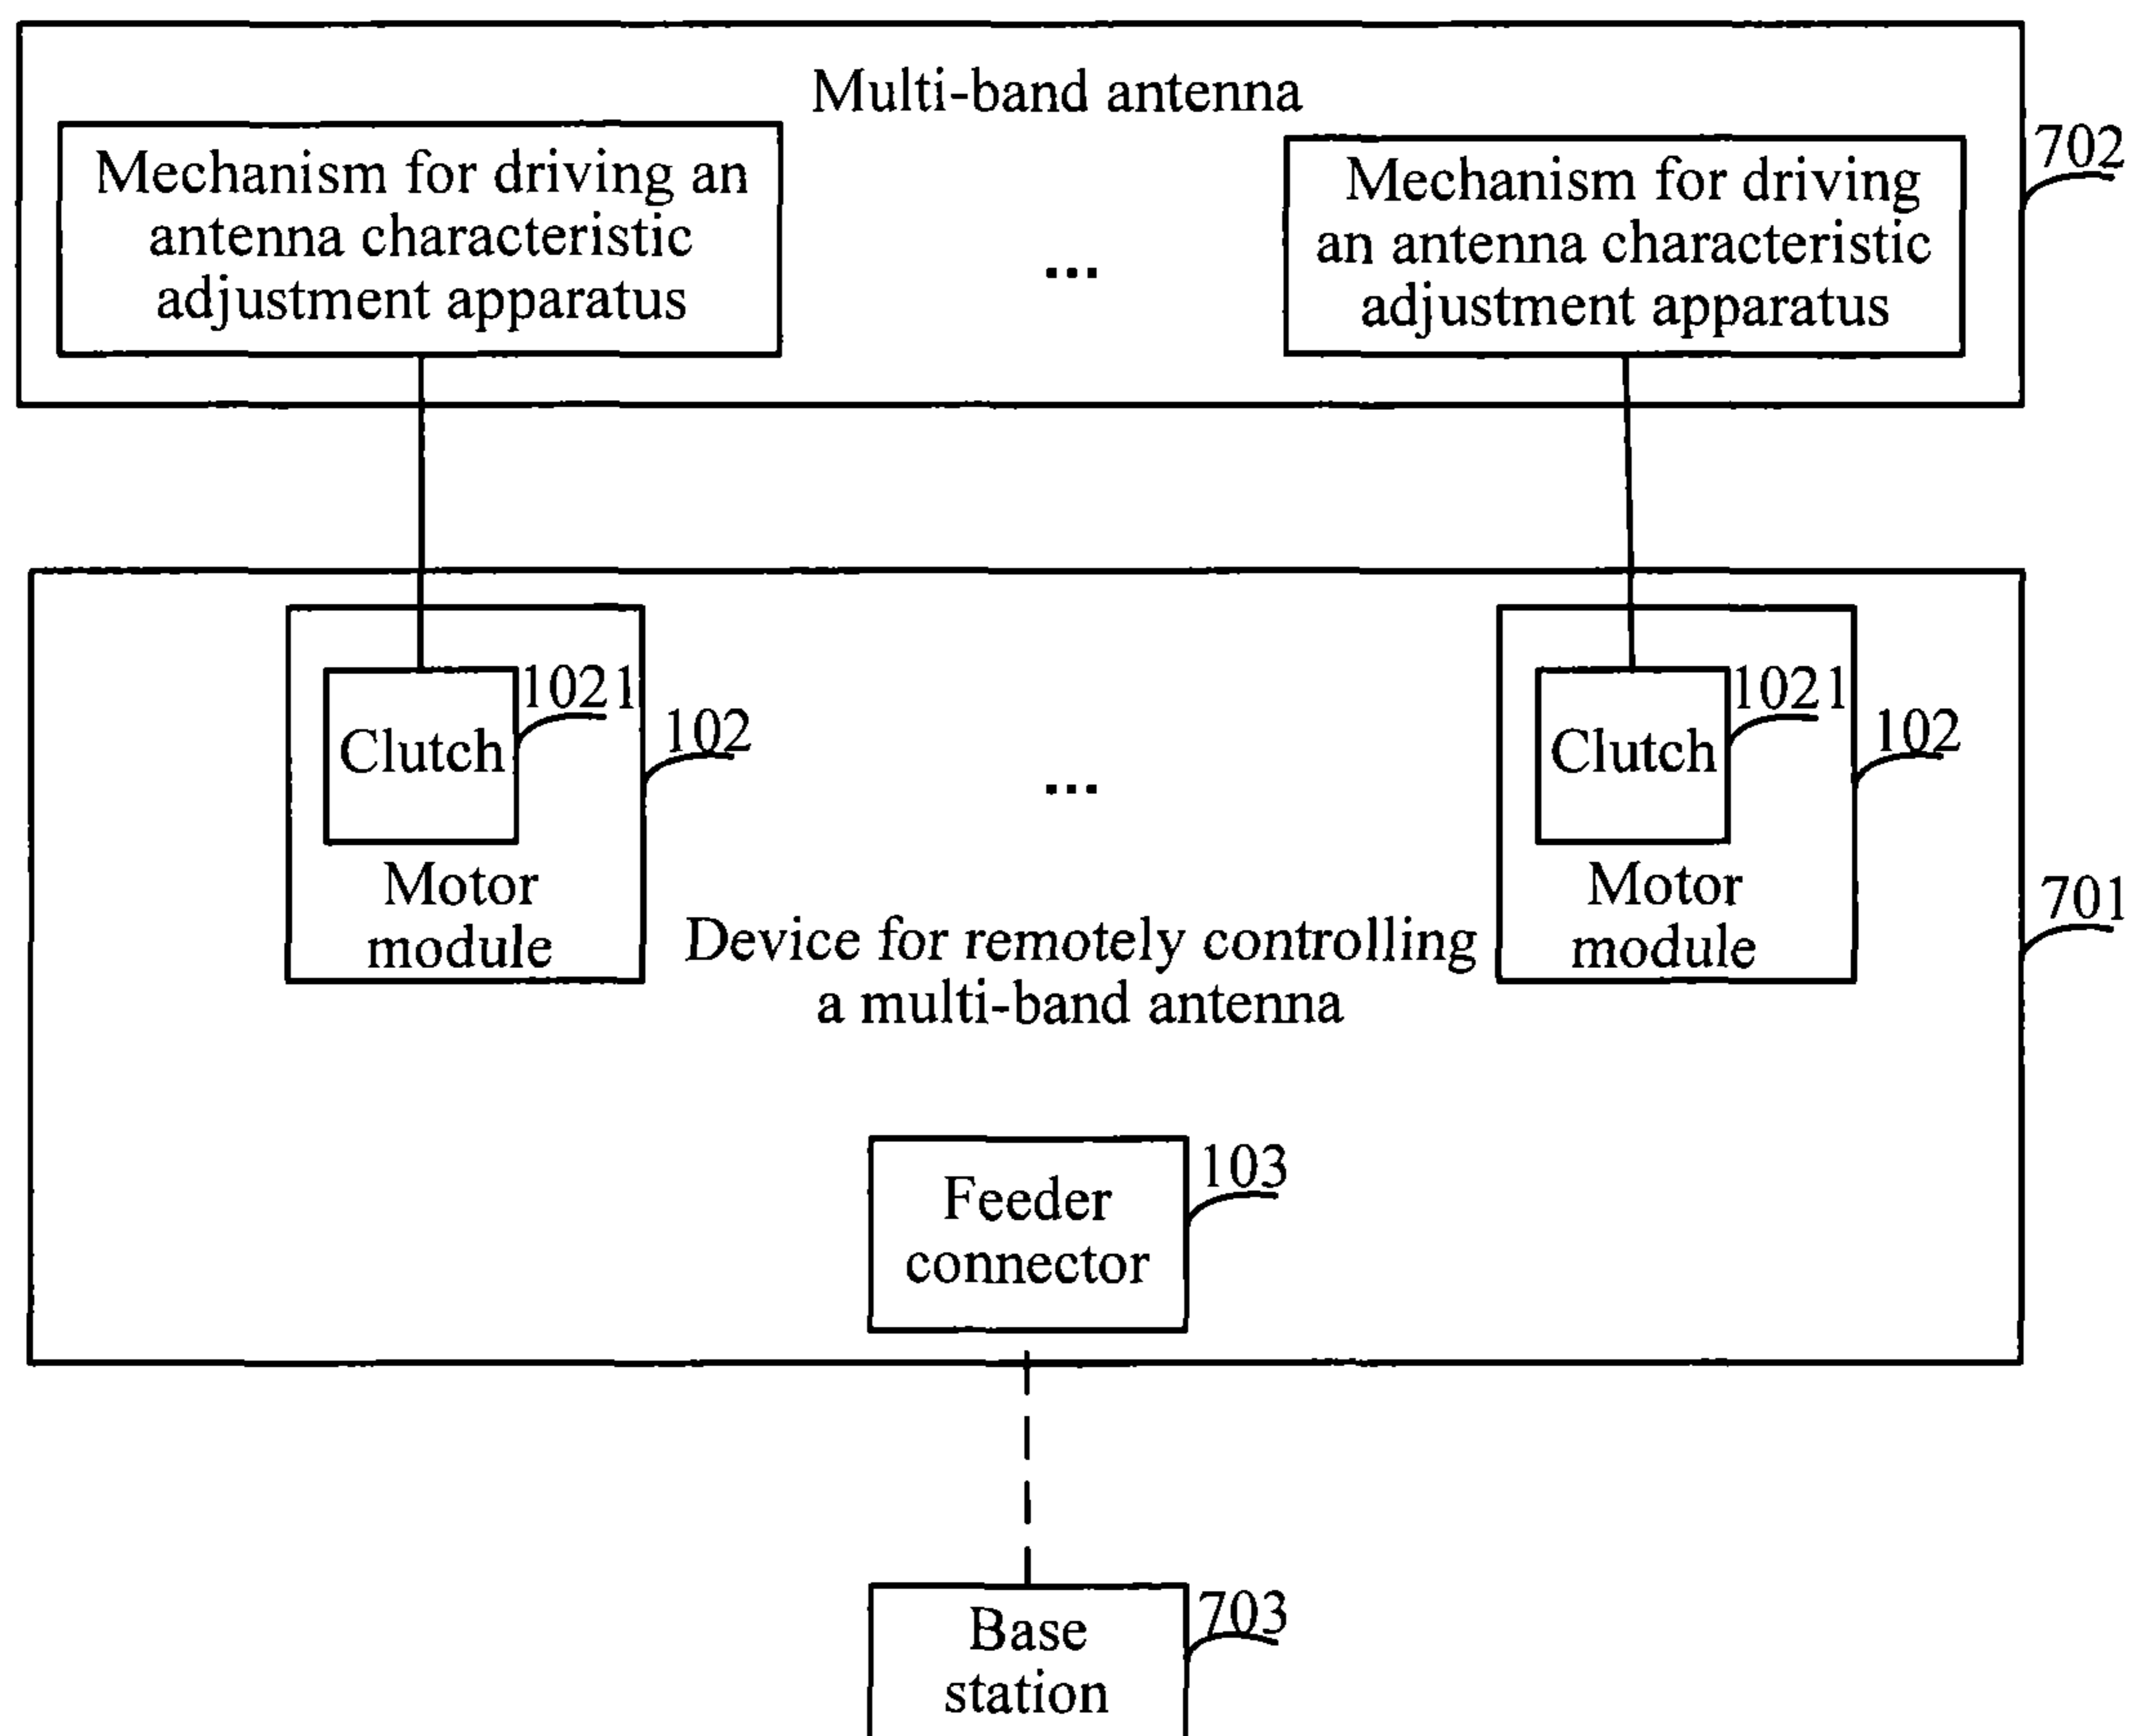 Multi-band antenna
Mechanism for driving an
antenna characteristic
adjustment apparatus
...
Mechanism for driving
an antenna characteristic
adjustment apparatus
702
Clutch
1021
102
Motor
module
...
Clutch
1021
102
Motor
module
Device for remotely controlling
a multi-band antenna
701
Feeder
connector
103
Base
station
703